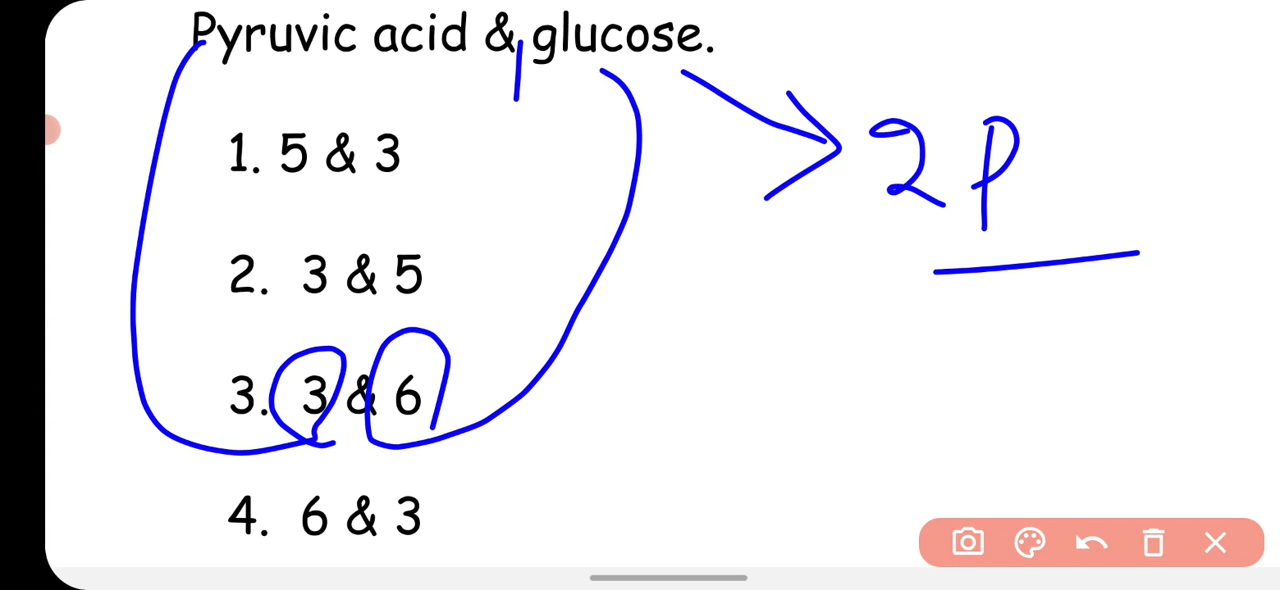 Pyruvic acid & glucose.
1. 5 & 3
2P
2. 3 & 5
3. 3 & 6
4. 6 & 3